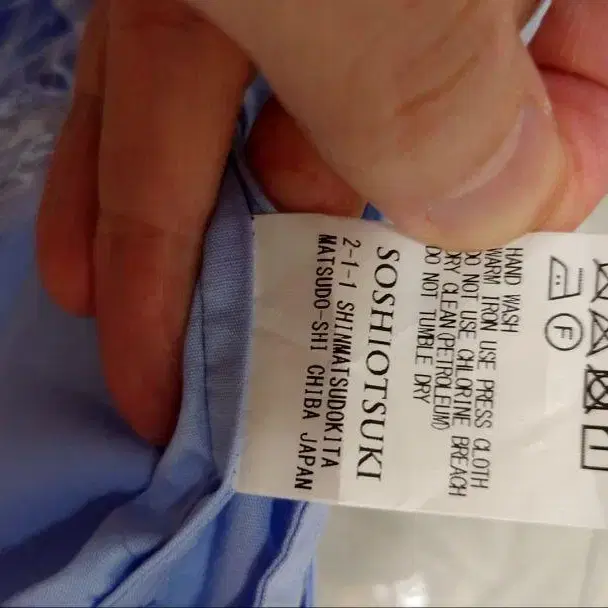 HAND WASH
WARM IRON USE PRESS CLOTH
DO NOT USE CHLORINE BREACH
DRY CLEAN(PETROLEUM)
DO NOT TUMBLE DRY
SOSHIOTSUKI
2-1-1 SHINMATSUDOKITA
MATSUDO-SHI CHIBA JAPAN
F